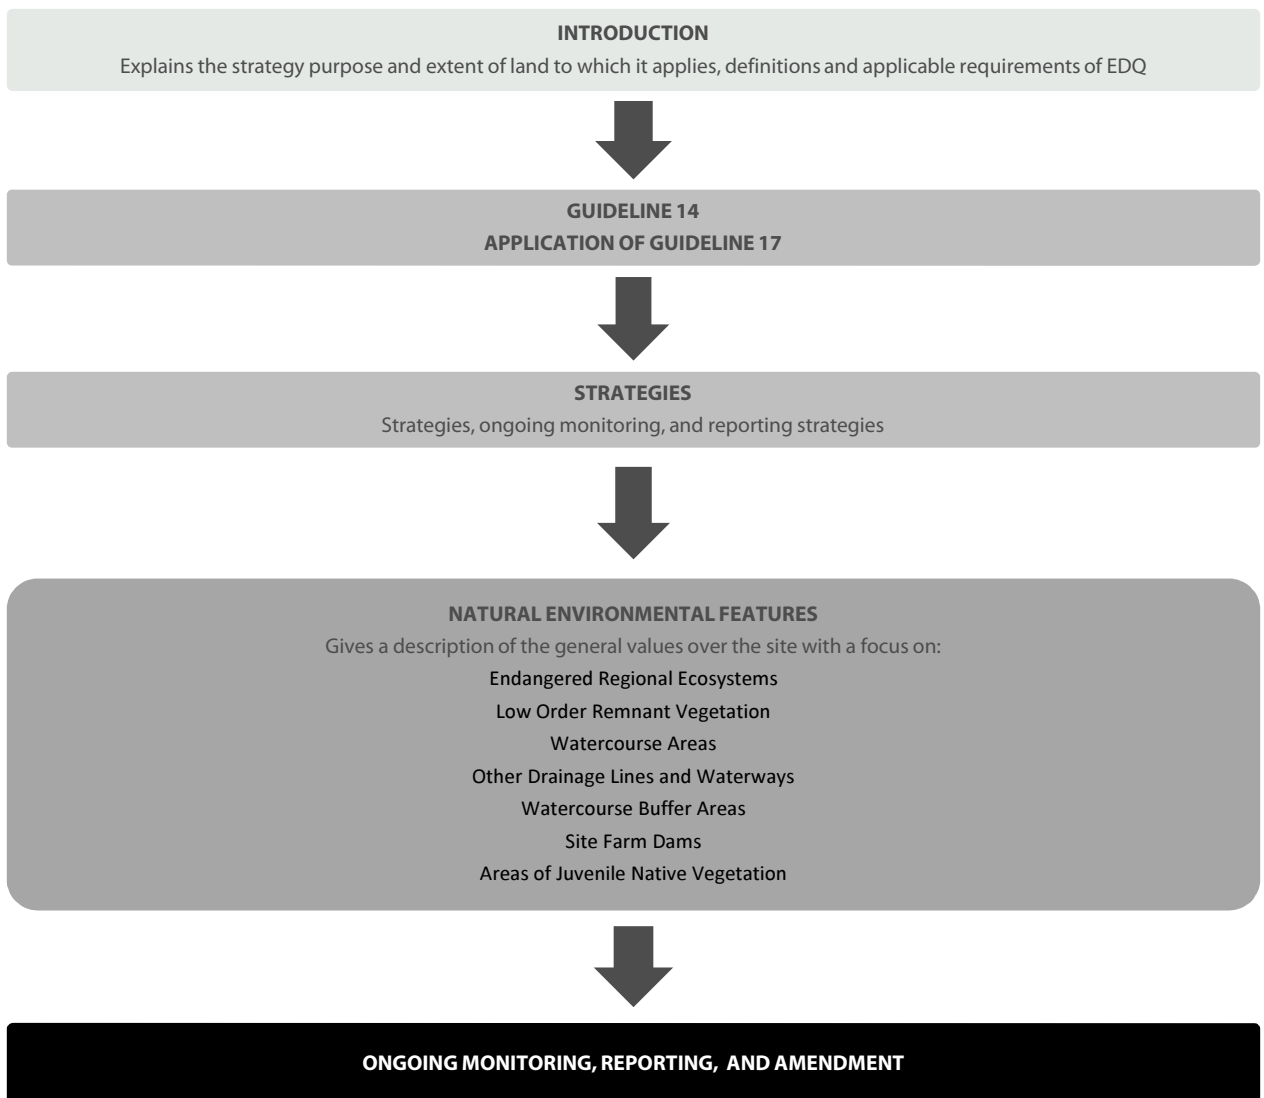 INTRODUCTION
Explains the strategy purpose and extent of land to which it applies, definitions and applicable requirements of EDQ
GUIDELINE 14
APPLICATION OF GUIDELINE 17
STRATEGIES
Strategies, ongoing monitoring, and reporting strategies
NATURAL ENVIRONMENTAL FEATURES
Gives a description of the general values over the site with a focus on:
Endangered Regional Ecosystems
Low Order Remnant Vegetation
Watercourse Areas
Other Drainage Lines and Waterways
Watercourse Buffer Areas
Site Farm Dams
Areas of Juvenile Native Vegetation
ONGOING MONITORING, REPORTING, AND AMENDMENT